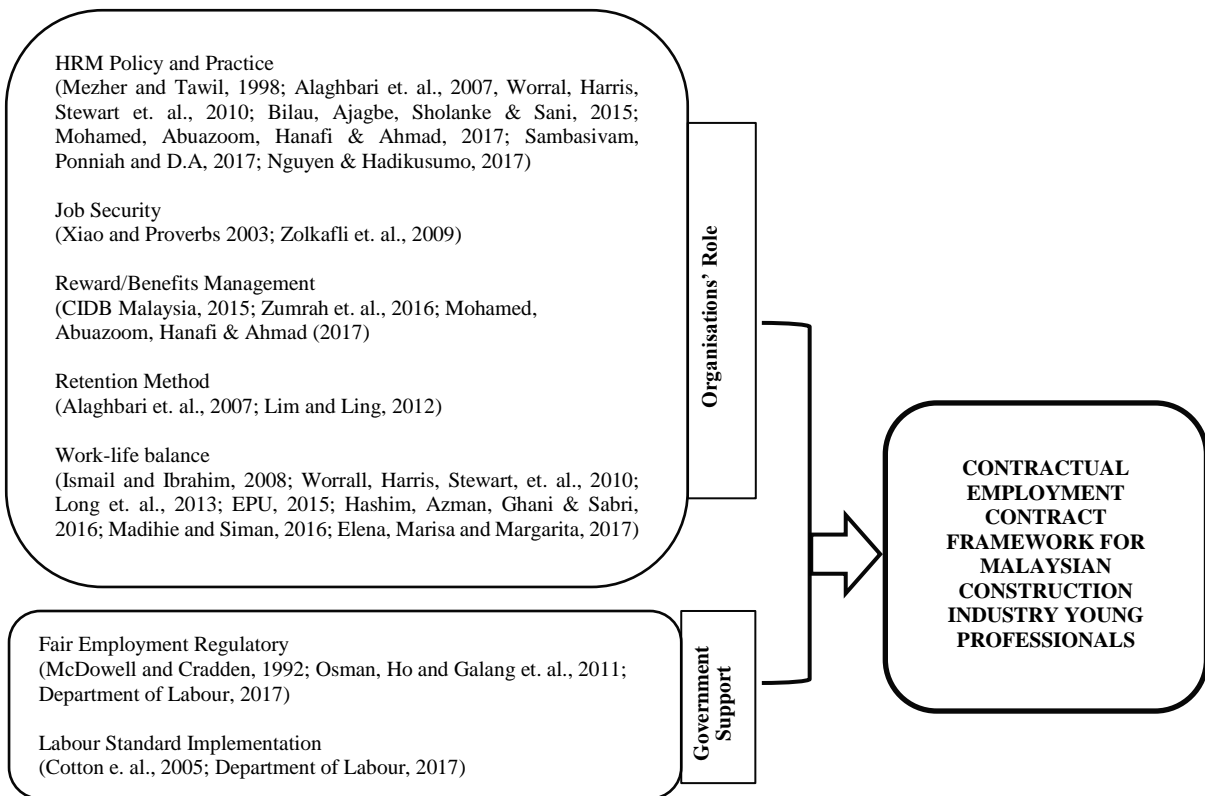 HRM Policy and Practice
(Mezher and Tawil, 1998; Alaghbari et. al., 2007, Worral, Harris,
Stewart et. al., 2010; Bilau, Ajagbe, Sholanke & Sani, 2015;
Mohamed, Abuazoom, Hanafi & Ahmad, 2017; Sambasivam,
Ponniah and D.A, 2017; Nguyen & Hadikusumo, 2017)
Job Security
(Xiao and Proverbs 2003; Zolkafli et. al., 2009)
Reward/Benefits Management
(CIDB Malaysia, 2015; Zumrah et. al., 2016; Mohamed,
Abuazoom, Hanafi & Ahmad (2017)
Retention Method
(Alaghbari et. al., 2007; Lim and Ling, 2012)
Work-life balance
(Ismail and Ibrahim, 2008; Worrall, Harris, Stewart, et. al., 2010;
Long et. al., 2013; EPU, 2015; Hashim, Azman, Ghani & Sabri,
2016; Madihie and Siman, 2016; Elena, Marisa and Margarita, 2017)
Organisations' Role
Fair Employment Regulatory
(McDowell and Cradden, 1992; Osman, Ho and Galang et. al., 2011;
Department of Labour, 2017)
Labour Standard Implementation
(Cotton e. al., 2005; Department of Labour, 2017)
Government
Support
CONTRACTUAL
EMPLOYMENT
CONTRACT
FRAMEWORK FOR
MALAYSIAN
CONSTRUCTION
INDUSTRY YOUNG
PROFESSIONALS